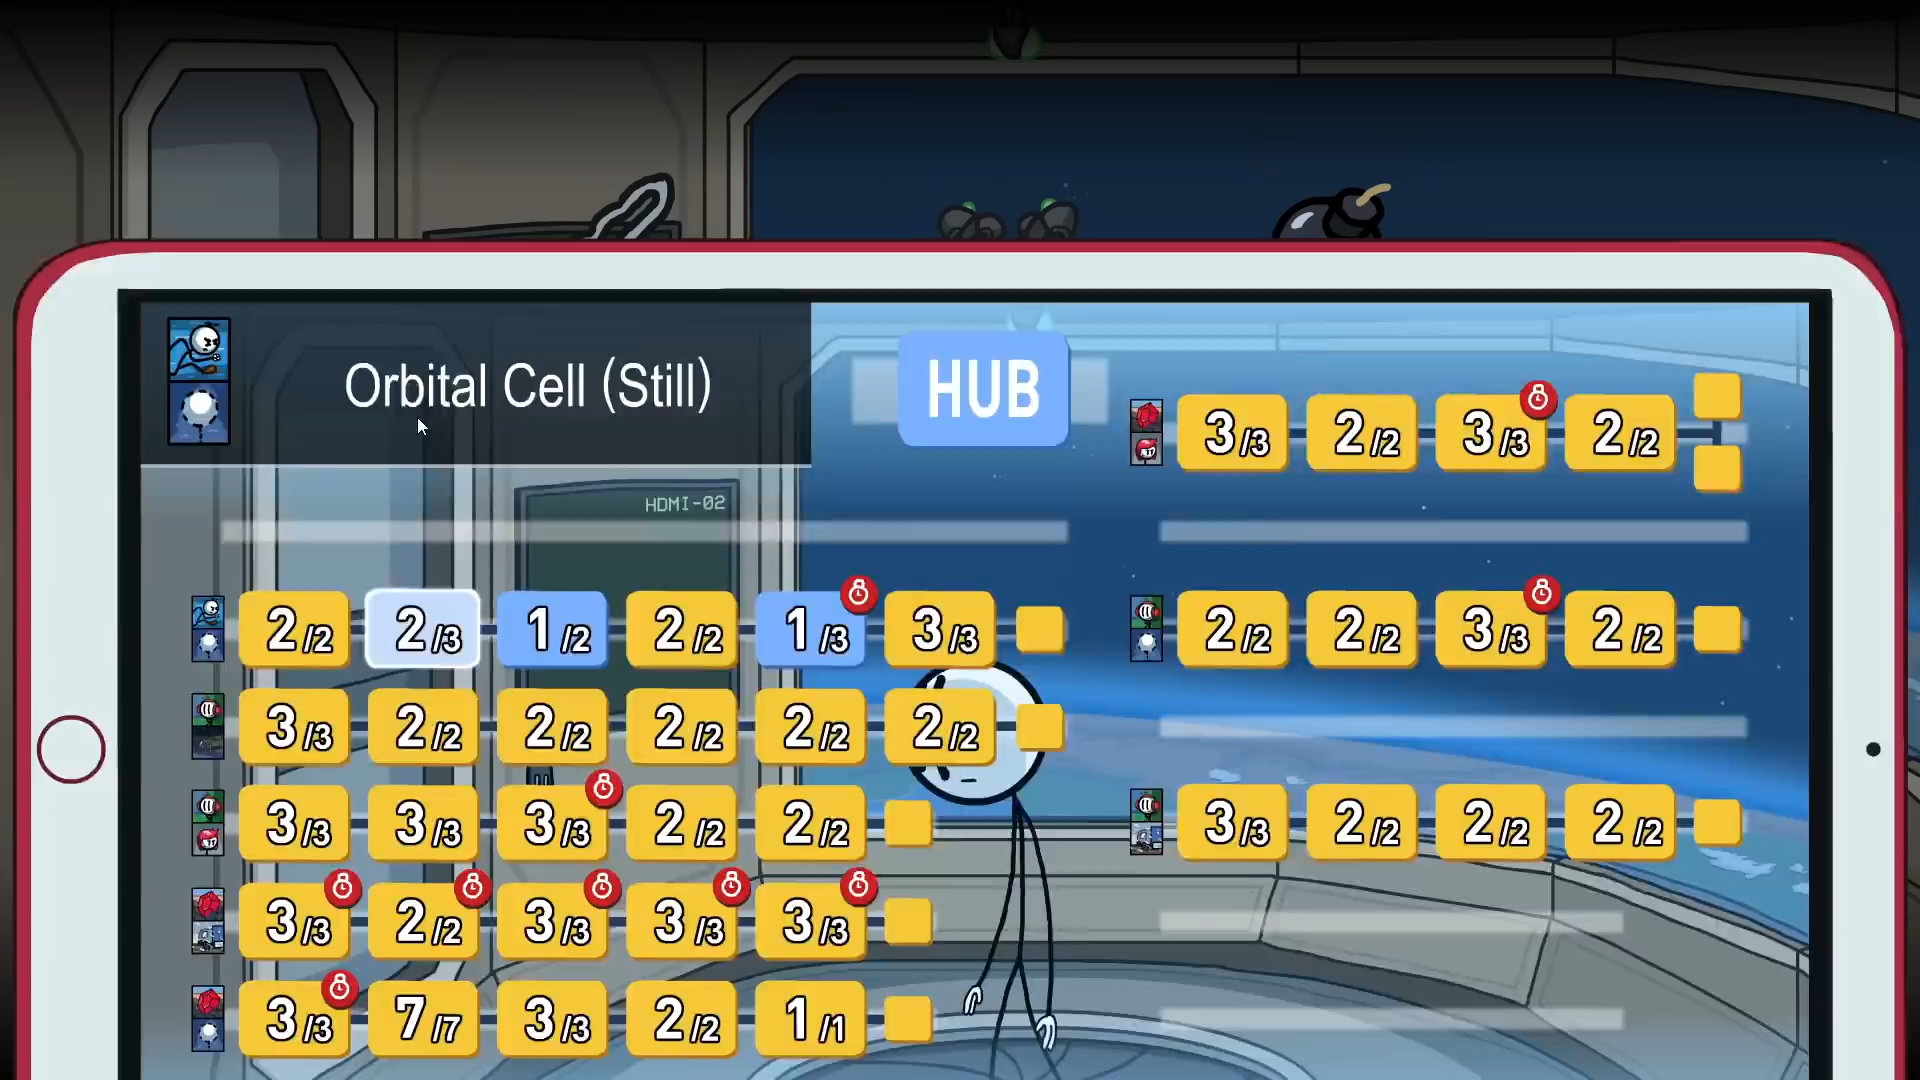 Orbital Cell (Still)
HUB
3/3 2/2 3/3 2/2
HDMI-02
2/2 2/3 1/2 2/2 1/3 3/3
2/2 2/2 3/3 2/2
3/3 2/2 2/2 2/2 2/2 2/2
3/3 3/3 3/3 2/2 2/2
3/3 2/2 2/2 2/2
3/3 2/2 3/3 3/3 3/3
3/3 7/7 3/3 2/2 1/1